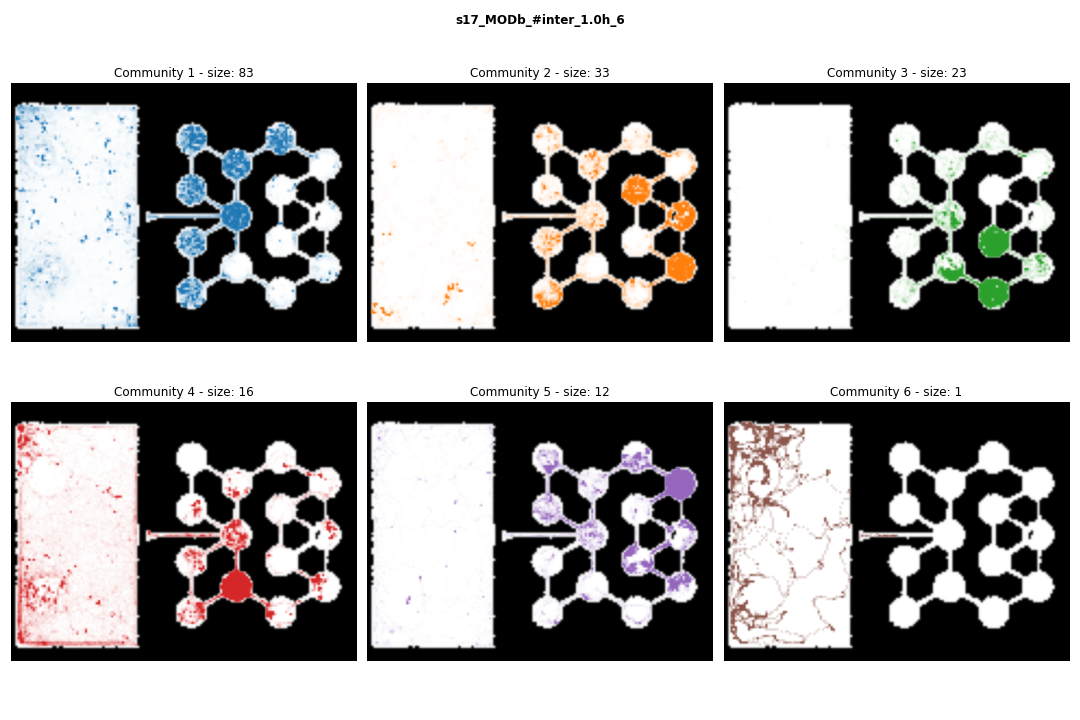 s17_MODb_#inter_1.0h_6
Community 1 - size: 83
Community 2 - size: 33
Community 3 - size: 23
Community 4 - size: 16
Community 5 - size: 12
Community 6 - size: 1